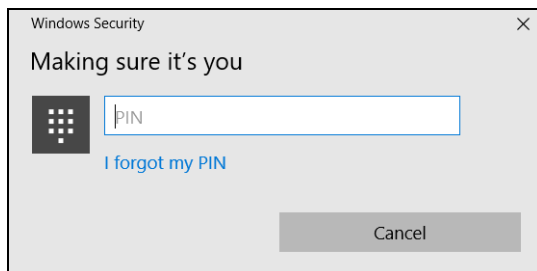 Windows Security
Making sure it's you
PIN
I forgot my PIN
Cancel